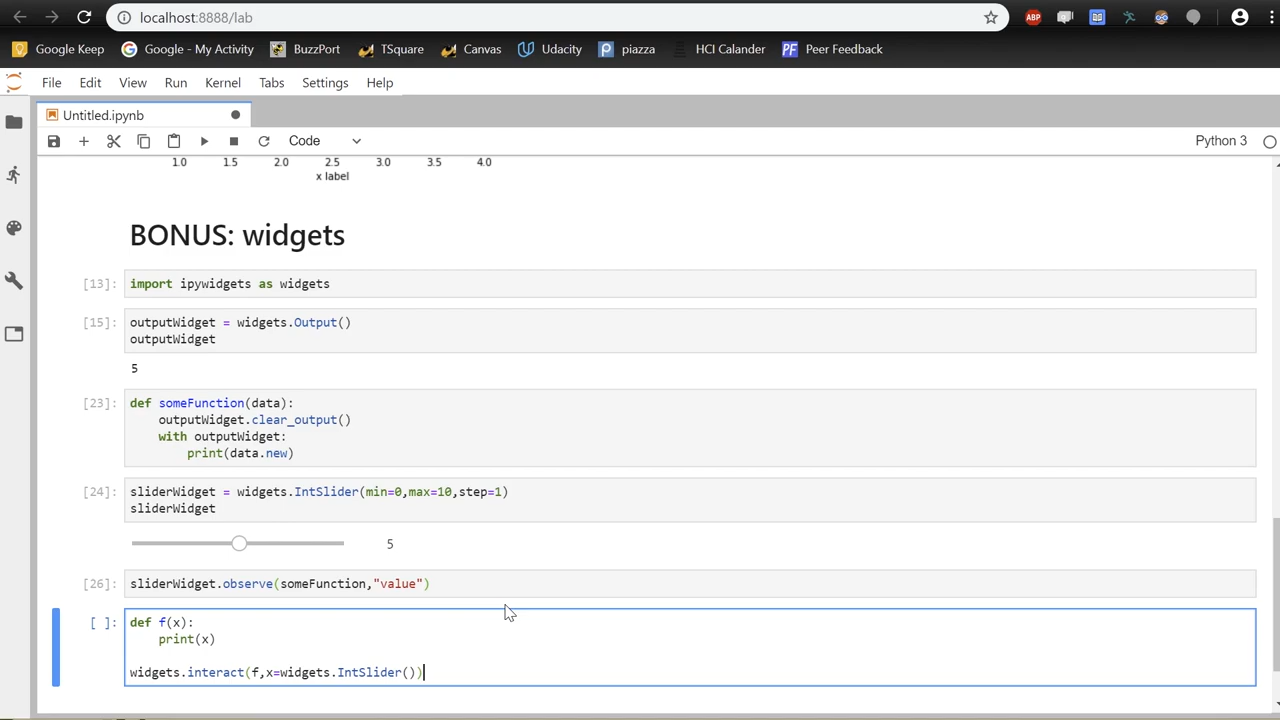 localhost:8888/lab
ABP
Google Keep Google - My Activity BuzzPort TSquare Canvas Udacity piazza HCI Calander PF Peer Feedback
File Edit View Run Kernel Tabs Settings Help
Untitled.ipynb
Code Python 3
1.0 1.5 2.0 2.5 3.0 3.5 4.0
x label
BONUS: widgets
[13]: import ipywidgets as widgets
[15]: outputWidget = widgets.Output()
outputWidget
5
[23]: def someFunction(data):
outputWidget.clear_output()
with outputWidget:
print(data.new)
[24]: sliderWidget = widgets.IntSlider(min=0,max=10,step=1)
sliderWidget
5
[26]: sliderWidget.observe(someFunction,"value")
[ ]: def f(x):
print(x)
widgets.interact(f,x=widgets.IntSlider())